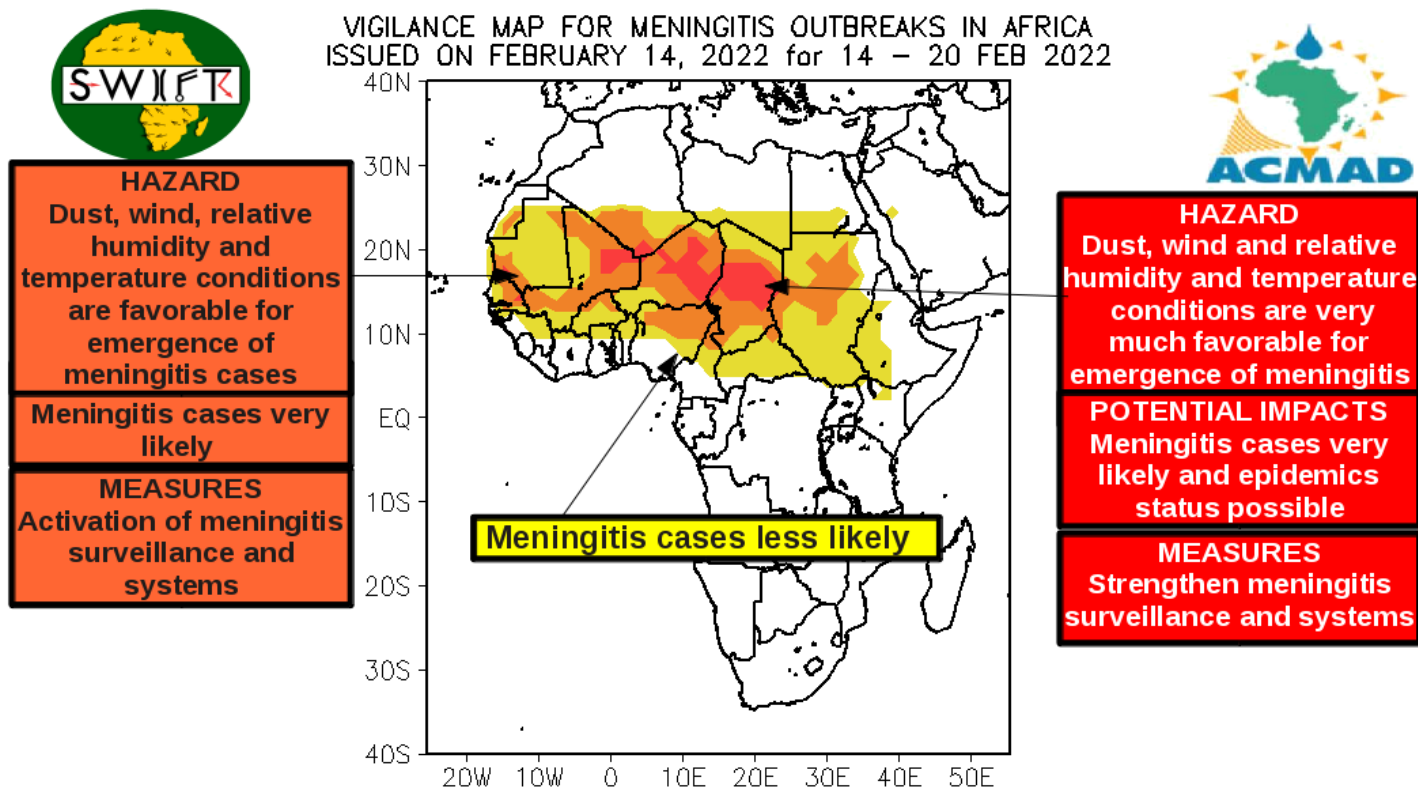 VIGILANCE MAP FOR MENINGITIS OUTBREAKS IN AFRICA
ISSUED ON FEBRUARY 14, 2022 for 14 – 20 FEB 2022
SWIFT
ACMAD
HAZARD
Dust, wind, relative
humidity and
temperature conditions
are favorable for
emergence of
meningitis cases
Meningitis cases very
likely
MEASURES
Activation of meningitis
surveillance and
systems
40N
30N
20N
10N
EQ
10S
20S
30S
40S
20W
10W
0
10E
20E
30E
40E
50E
Meningitis cases less likely
HAZARD
Dust, wind and relative
humidity and temperature
conditions are very
much favorable for
emergence of meningitis
POTENTIAL IMPACTS
Meningitis cases very
likely and epidemics
status possible
MEASURES
Strengthen meningitis
surveillance and systems